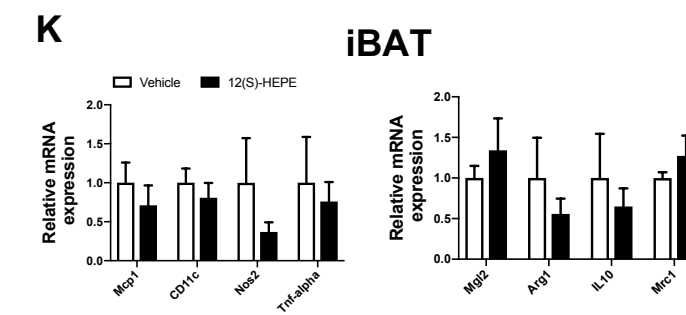 K
iBAT
Vehicle 12(S)-HEPE
Relative mRNA
expression
2.0
1.5
1.0
0.5
0.0
Mcp1
CD11c
Nos2
Tnf-alpha
Relative mRNA
expression
2.0
1.5
1.0
0.5
0.0
Mgl2
Arg1
IL10
Mrc1